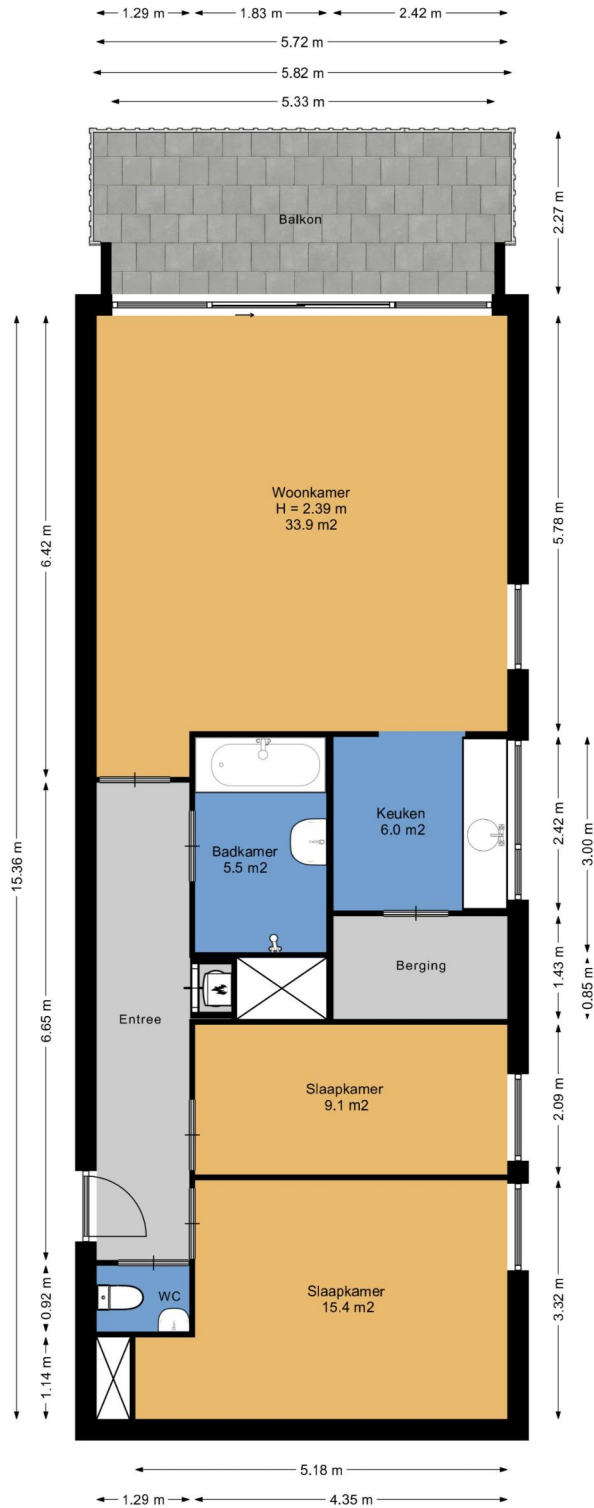 1.29 m
1.83 m
2.42 m
5.72 m
5.82 m
5.33 m
Balkon
2.27 m
Woonkamer
H = 2.39 m
33.9 m2
6.42 m
5.78 m
15.36 m
Keuken
6.0 m2
Badkamer
5.5 m2
2.42 m
3.00 m
Berging
1.43 m
0.85 m
Entree
6.65 m
Slaapkamer
9.1 m2
2.09 m
WC
0.92 m
Slaapkamer
15.4 m2
3.32 m
1.14 m
5.18 m
1.29 m
4.35 m